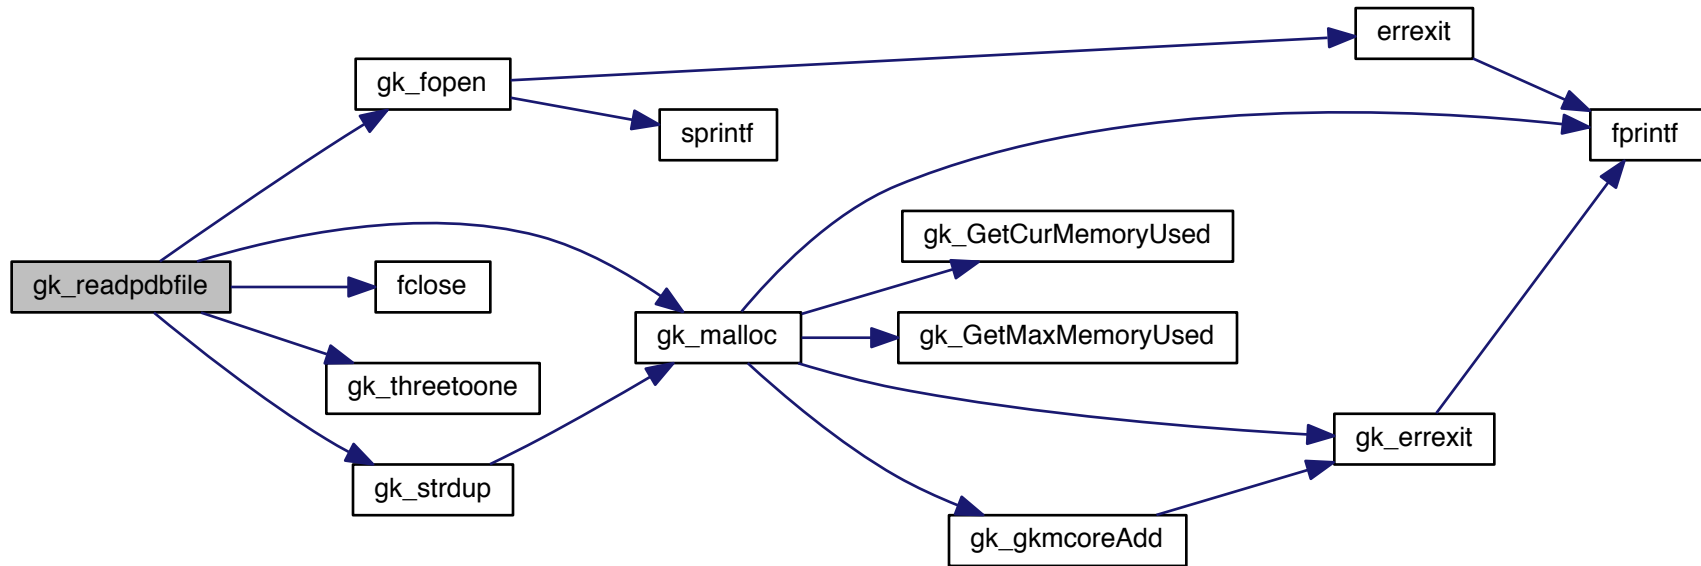 errexit
gk_fopen
sprintf
fprintf
gk_GetCurMemoryUsed
gk_readpdbfile
fclose
gk_malloc
gk_GetMaxMemoryUsed
gk_threetoone
gk_errexit
gk_strdup
gk_gkmcoreAdd